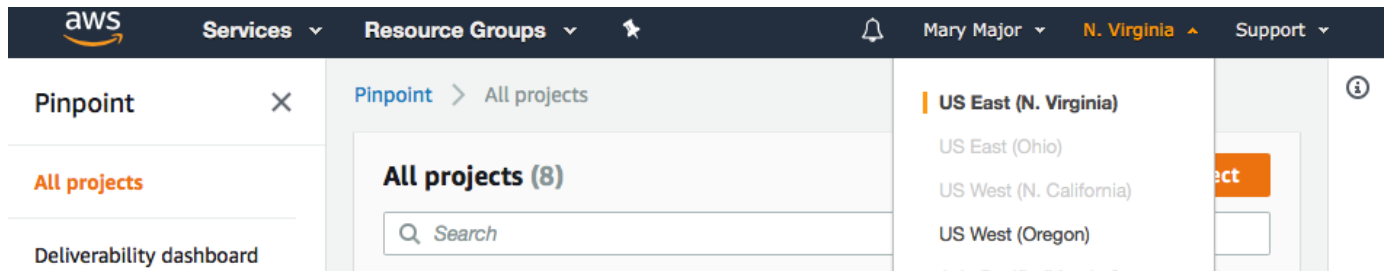 aws Services Resource Groups Mary Major N. Virginia Support
Pinpoint
Pinpoint > All projects
US East (N. Virginia)
US East (Ohio)
All projects
All projects (8)
US West (N. California)
Search
US West (Oregon)
Deliverability dashboard